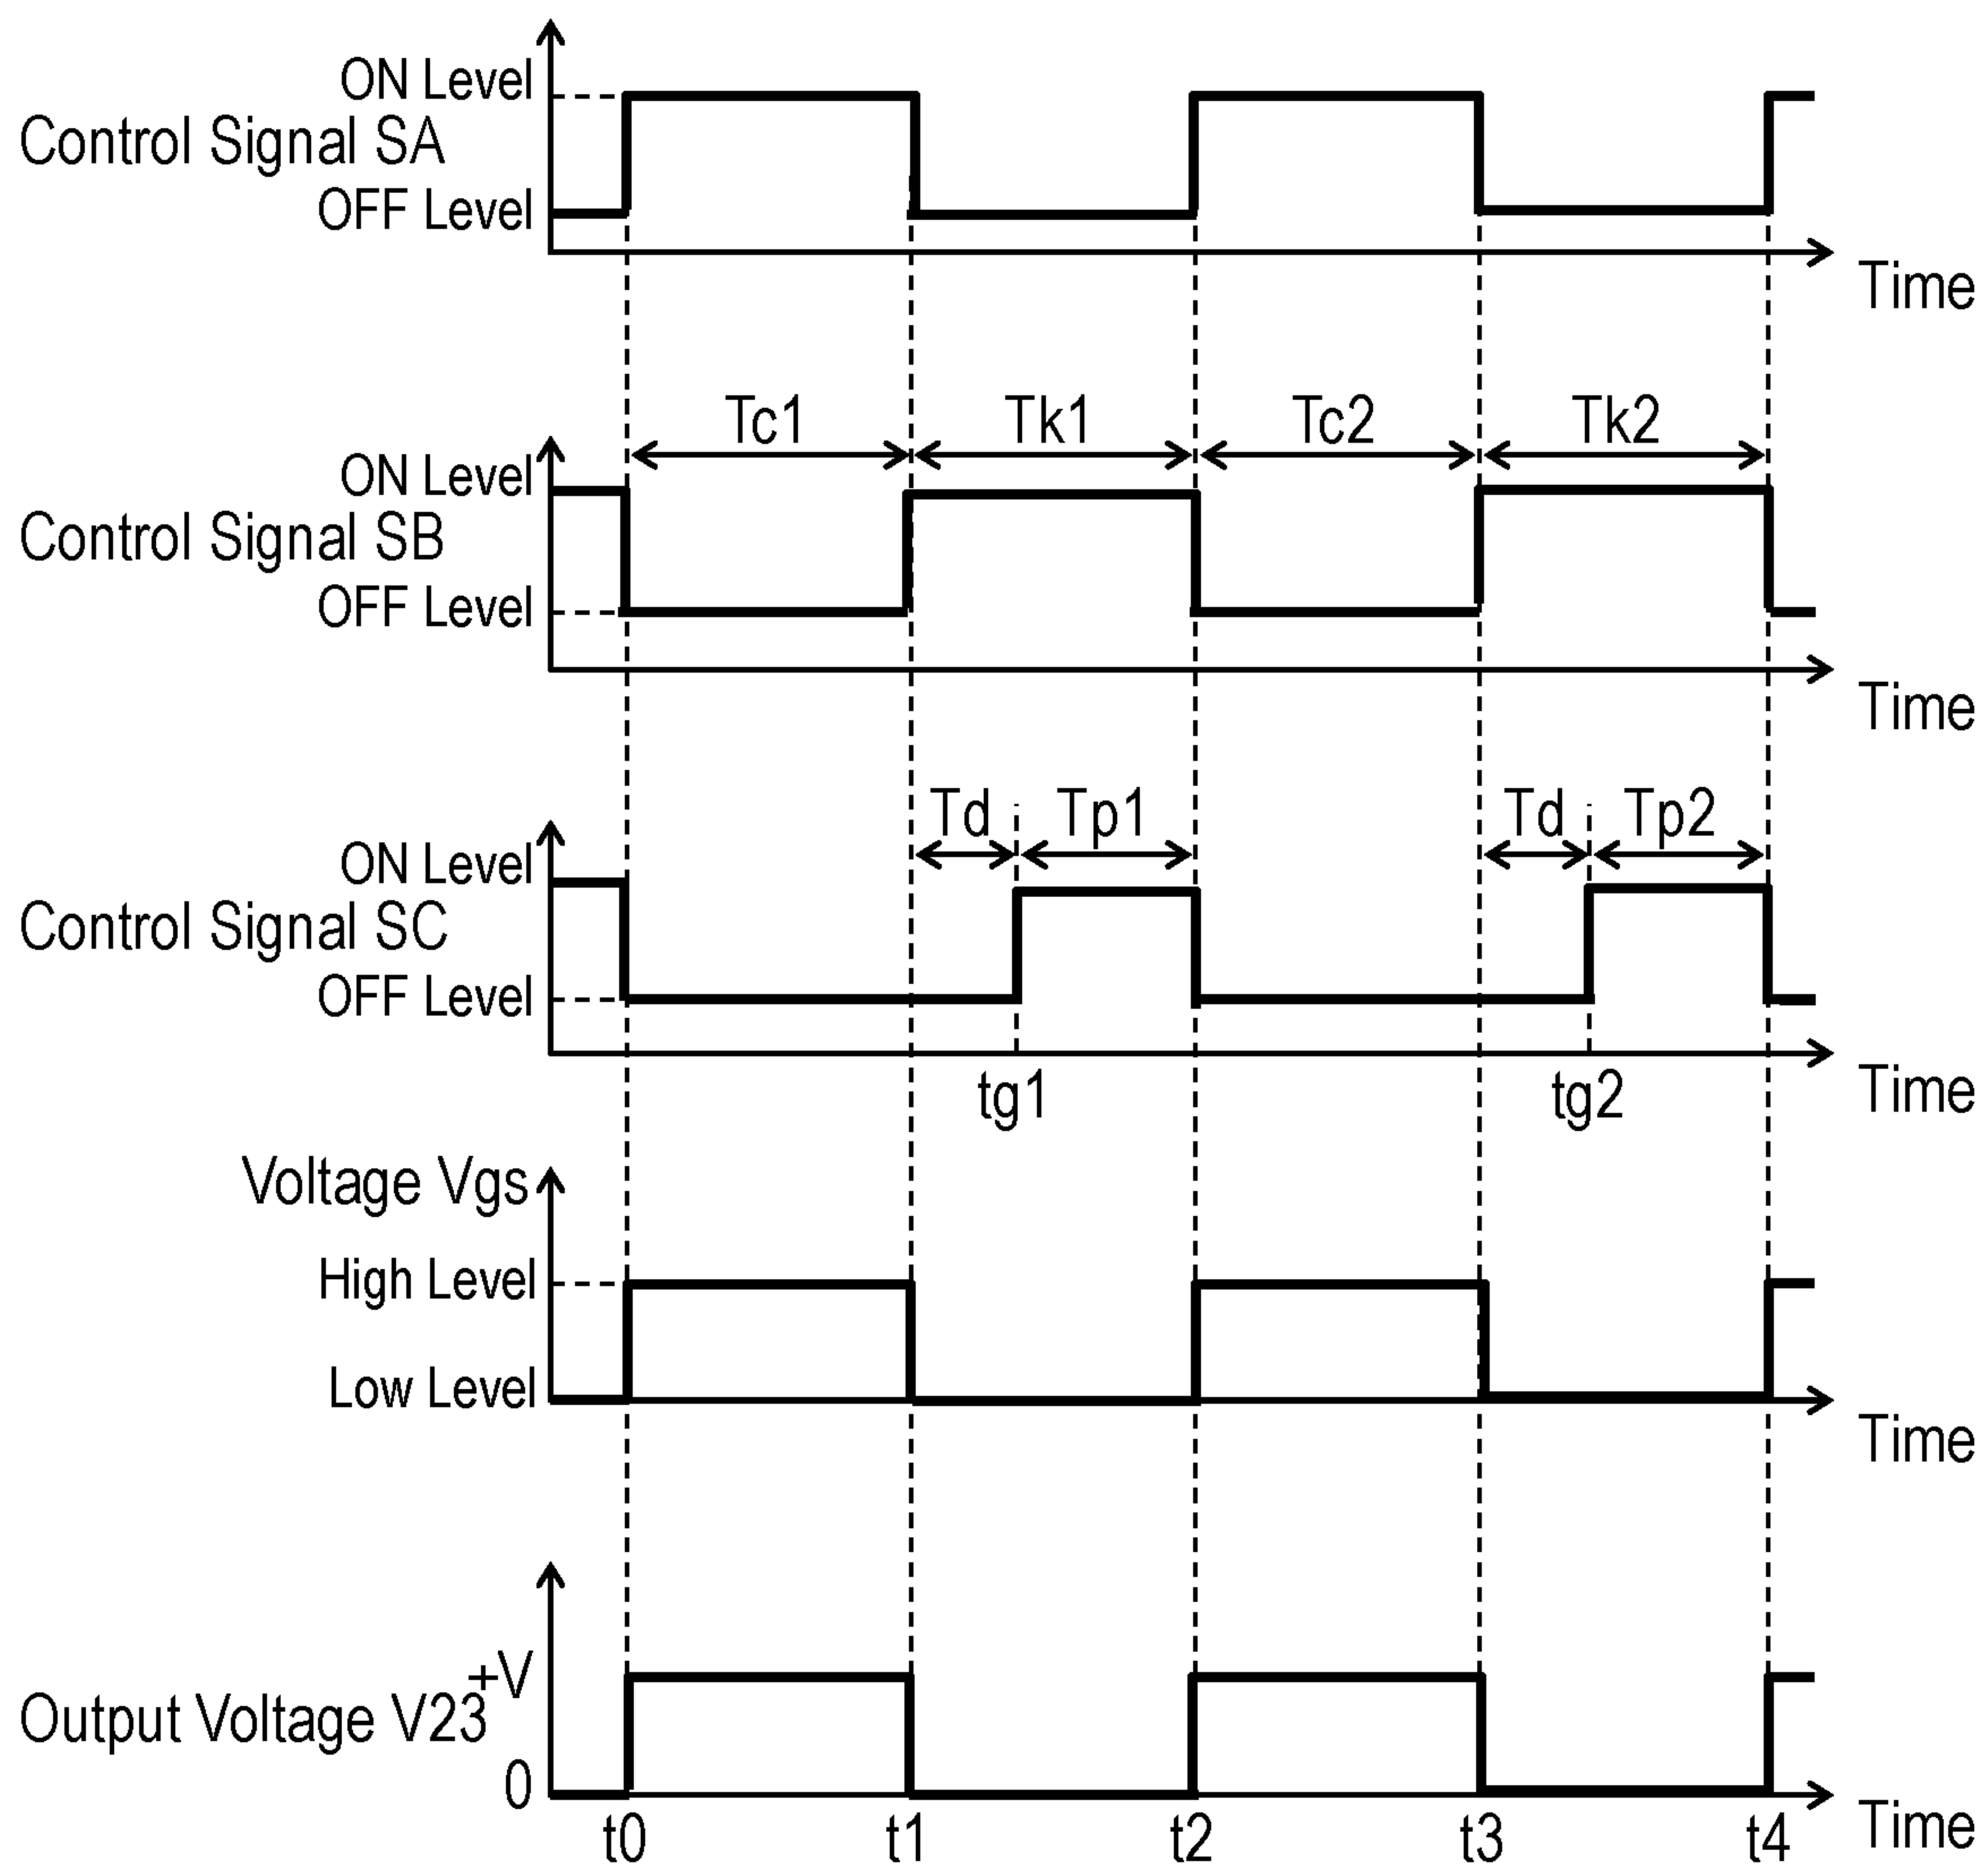 ON Level
Control Signal SA
OFF Level
Time
Tc1 Tk1 Tc2 Tk2
ON Level
Control Signal SB
OFF Level
Time
Td Tp1 Td Tp2
ON Level
Control Signal SC
OFF Level
Time
tg1 tg2
Voltage Vgs
High Level
Low Level
Time
+V
Output Voltage V23
0
Time
t0 t1 t2 t3 t4